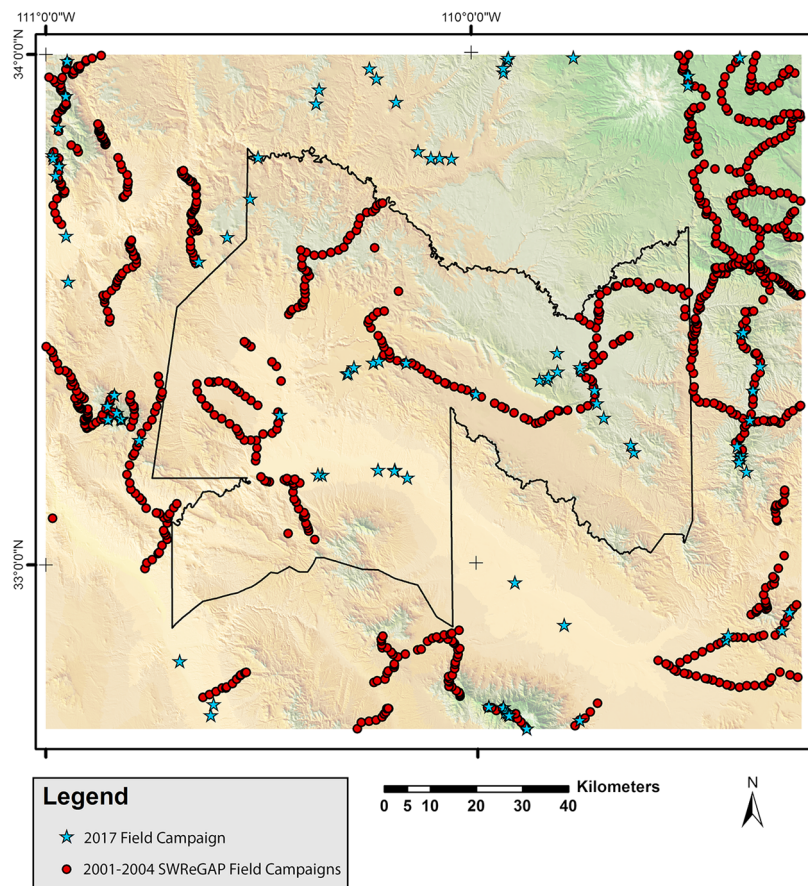 111°0'0"W
110°0'0"W
34°0'0"N
33°0'0"N
Legend
2017 Field Campaign
2001-2004 SWReGAP Field Campaigns
Kilometers
0 5 10 20 30 40
N